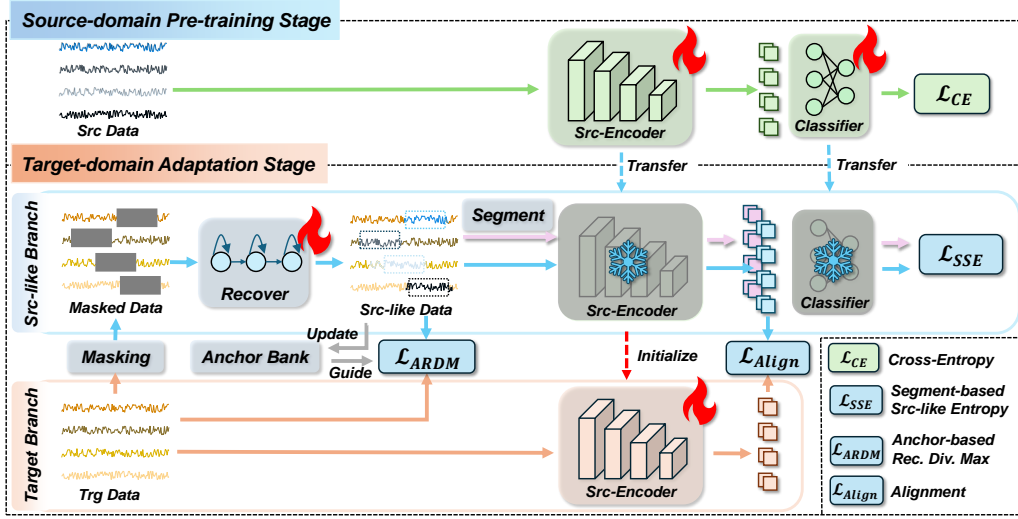 Source-domain Pre-training Stage
Src Data
Src-Encoder
Classifier
ℒCE
Target-domain Adaptation Stage
Transfer
Transfer
Src-like Branch
Masked Data
Recover
Src-like Data
Segment
Src-Encoder
Classifier
ℒSSE
Masking
Anchor Bank
Update
Guide
ℒARDM
Initialize
ℒAlign
Target Branch
Trg Data
Src-Encoder
ℒCE Cross-Entropy
ℒSSE Segment-based
Src-like Entropy
ℒARDM Anchor-based
Rec. Div. Max
ℒAlign Alignment